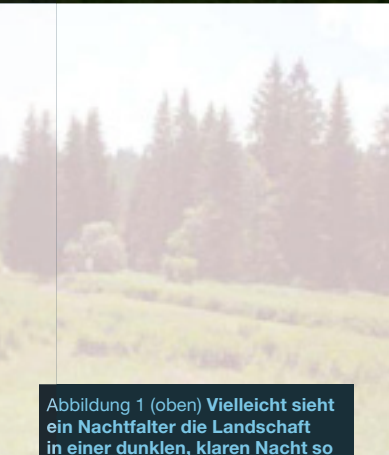 Abbildung 1 (oben) Vielleicht sieht
ein Nachtfalter die Landschaft
in einer dunklen, klaren Nacht so